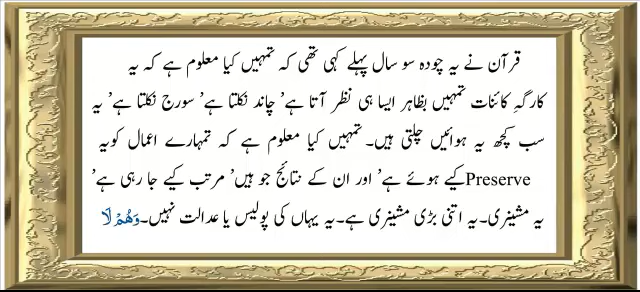 قرآن نے یہ چودہ سو سال پہلے کہی تھی کہ تمہیں کیا معلوم ہے کہ یہ
کارگہِ کائنات تمہیں بظاہر ایسا ہی نظر آتا ہے’ چاند نکلتا ہے’ سورج نکلتا ہے’ یہ
سب کچھ یہ ہوائیں چلتی ہیں۔ تمہیں کیا معلوم ہے کہ تمہارے اعمال کو یہ
Preserve کیے ہوئے ہے’ اور ان کے نتائج جو ہیں’ مرتب کیے جا رہی ہے’
یہ مشینری۔ یہ اتنی بڑی مشینری ہے۔ یہ یہاں کی پولیس یا عدالت نہیں۔ وَھُمْ لَا